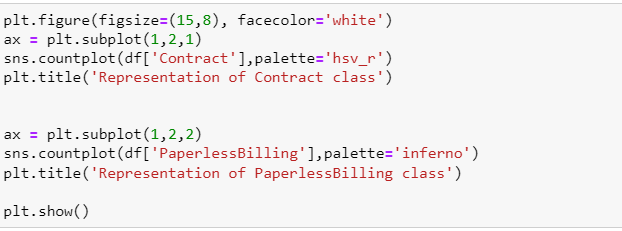 plt.figure(figsize=(15,8), facecolor='white')
ax = plt.subplot(1,2,1)
sns.countplot(df['Contract'],palette='hsv_r')
plt.title('Representation of Contract class')
ax = plt.subplot(1,2,2)
sns.countplot(df['PaperlessBilling'],palette='inferno')
plt.title('Representation of PaperlessBilling class')
plt.show()